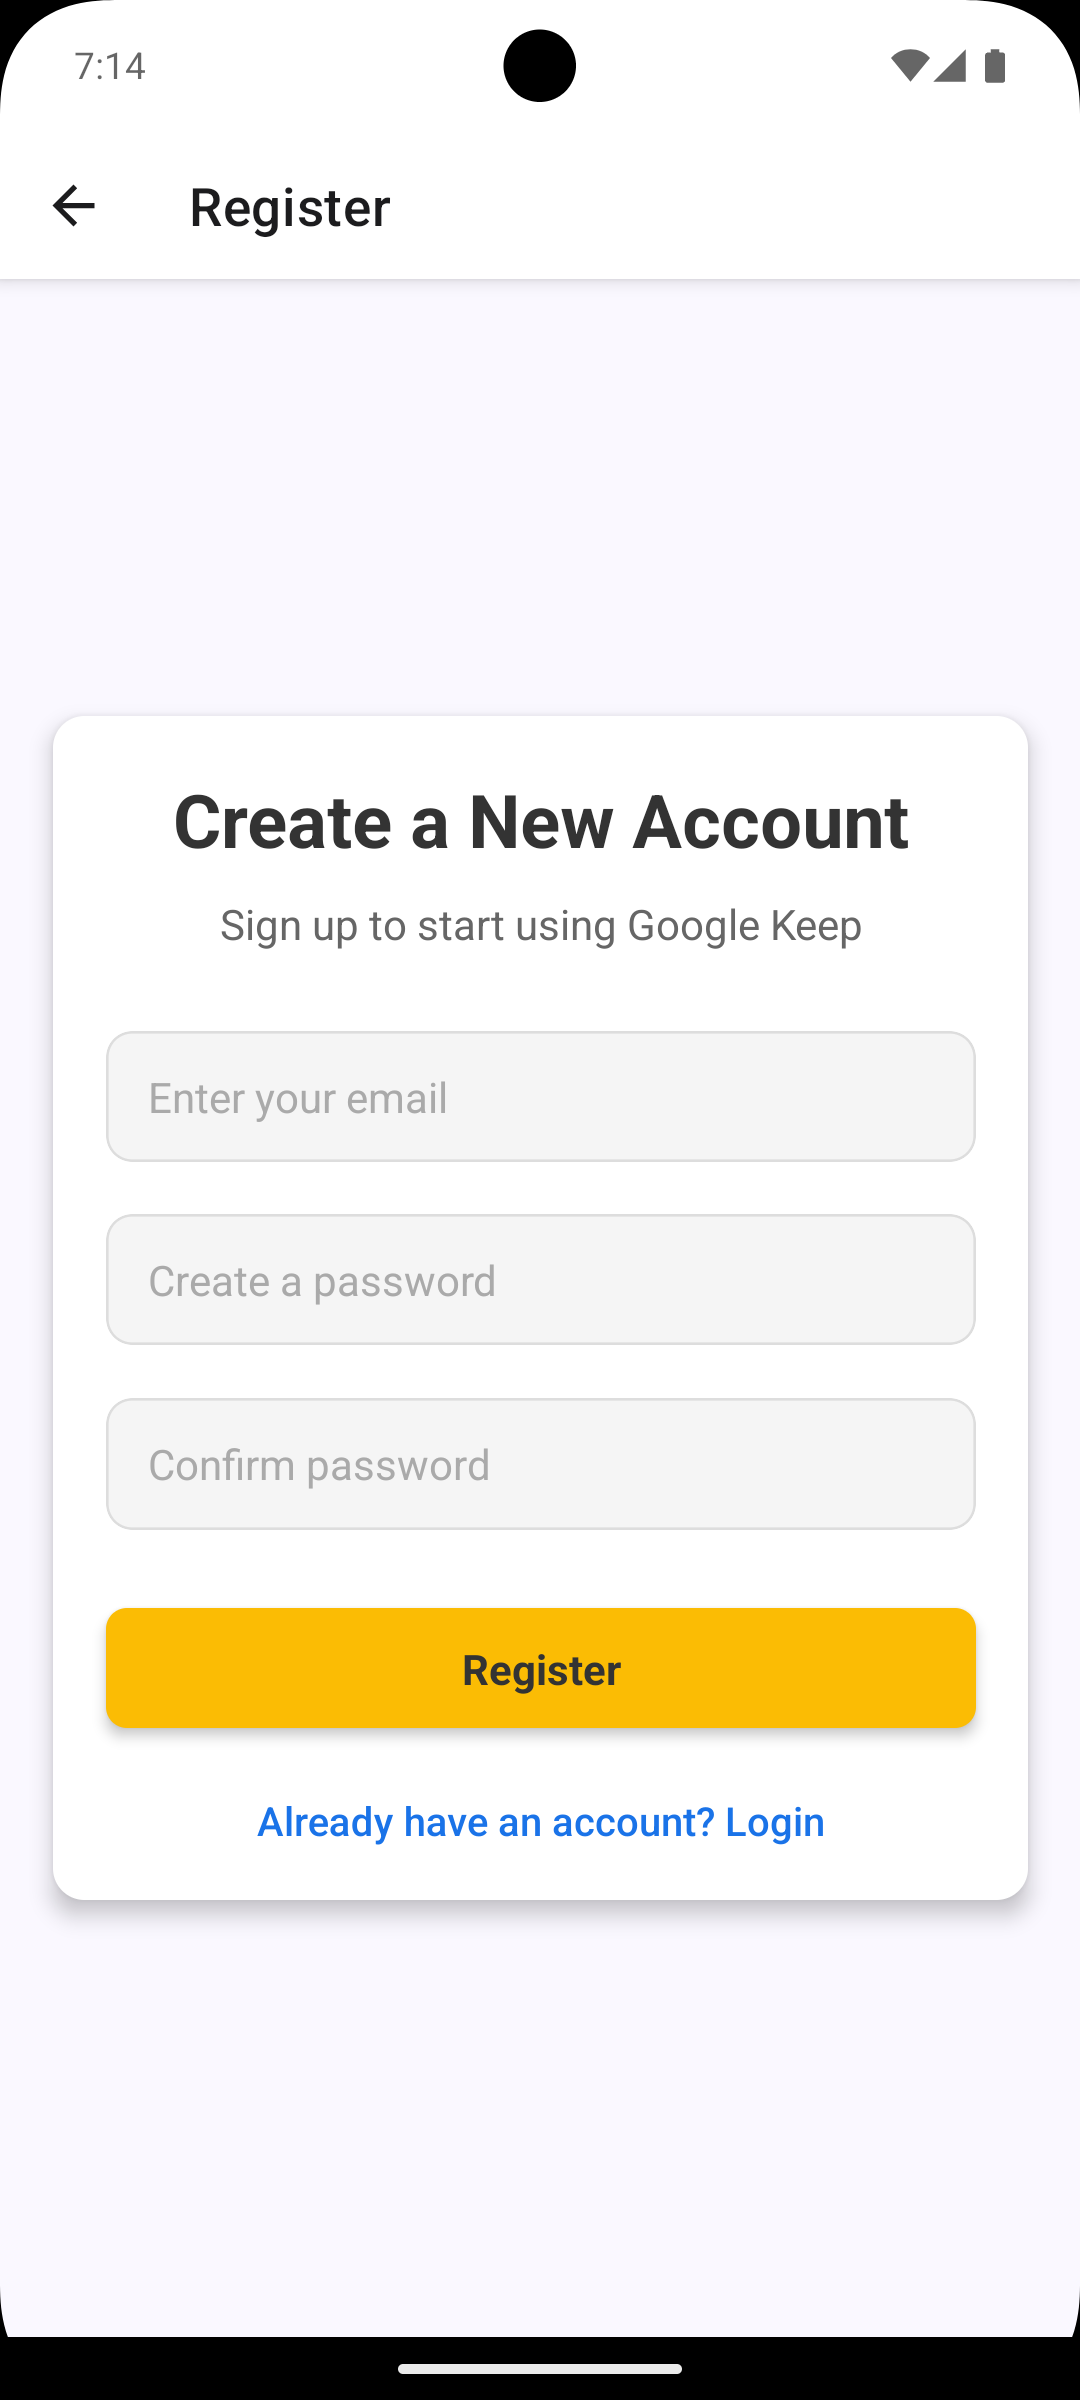 7:14
Register
Create a New Account
Sign up to start using Google Keep
Enter your email
Create a password
Confirm password
Register
Already have an account? Login